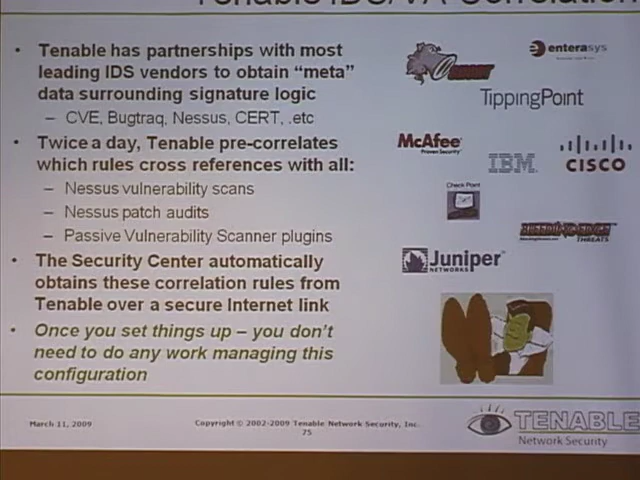 Tenable IDS/VA Correlation
• Tenable has partnerships with most
leading IDS vendors to obtain “meta”
data surrounding signature logic
– CVE, Bugtraq, Nessus, CERT, .etc
• Twice a day, Tenable pre-correlates
which rules cross references with all:
– Nessus vulnerability scans
– Nessus patch audits
– Passive Vulnerability Scanner plugins
• The Security Center automatically
obtains these correlation rules from
Tenable over a secure Internet link
• Once you set things up – you don’t
need to do any work managing this
configuration
enterasys
TippingPoint
McAfee
Proven Security
IBM
CISCO
Check Point
THREATS
Juniper
NETWORKS
March 11, 2009
Copyright © 2002-2009 Tenable Network Security, Inc.
75
TENABLE
Network Security